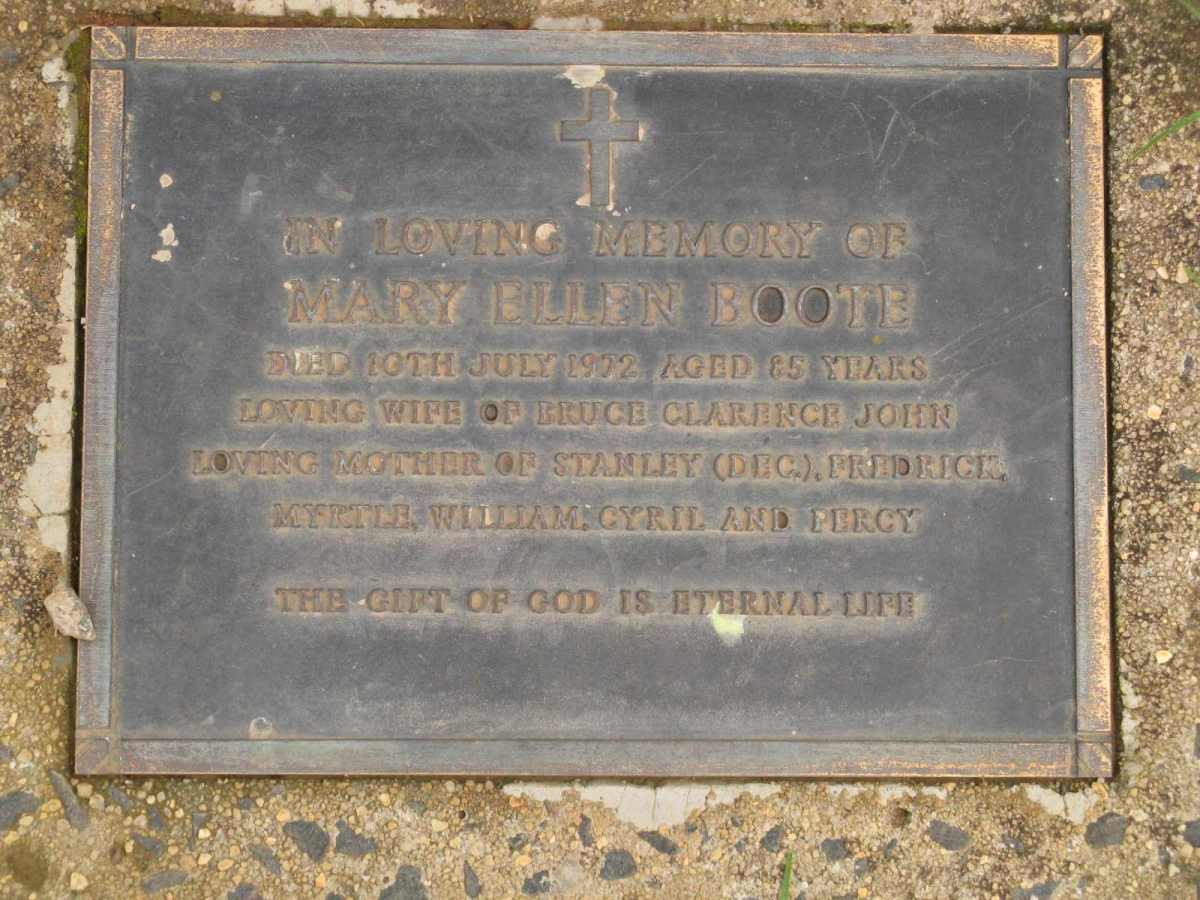 IN LOVING MEMORY OF
MARY ELLEN BOOTE
DIED 10TH JULY 1972 AGED 85 YEARS
LOVING WIFE OF BRUCE CLARENCE JOHN
LOVING MOTHER OF STANLEY (DEC.), FREDRICK,
MYRTLE, WILLIAM, CYRIL AND PERCY
THE GIFT OF GOD IS ETERNAL LIFE